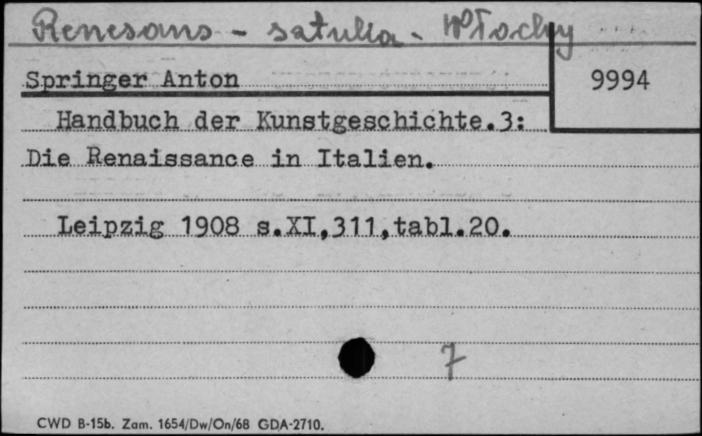 Renesans - sztuka - Włochy
Springer Anton
9994
Handbuch der Kunstgeschichte.3:
Die Renaissance in Italien.
Leipzig 1908 s.XI,311,tabl.20.
7
CWD B-15b. Zam. 1654/Dw/On/68 GDA-2710.